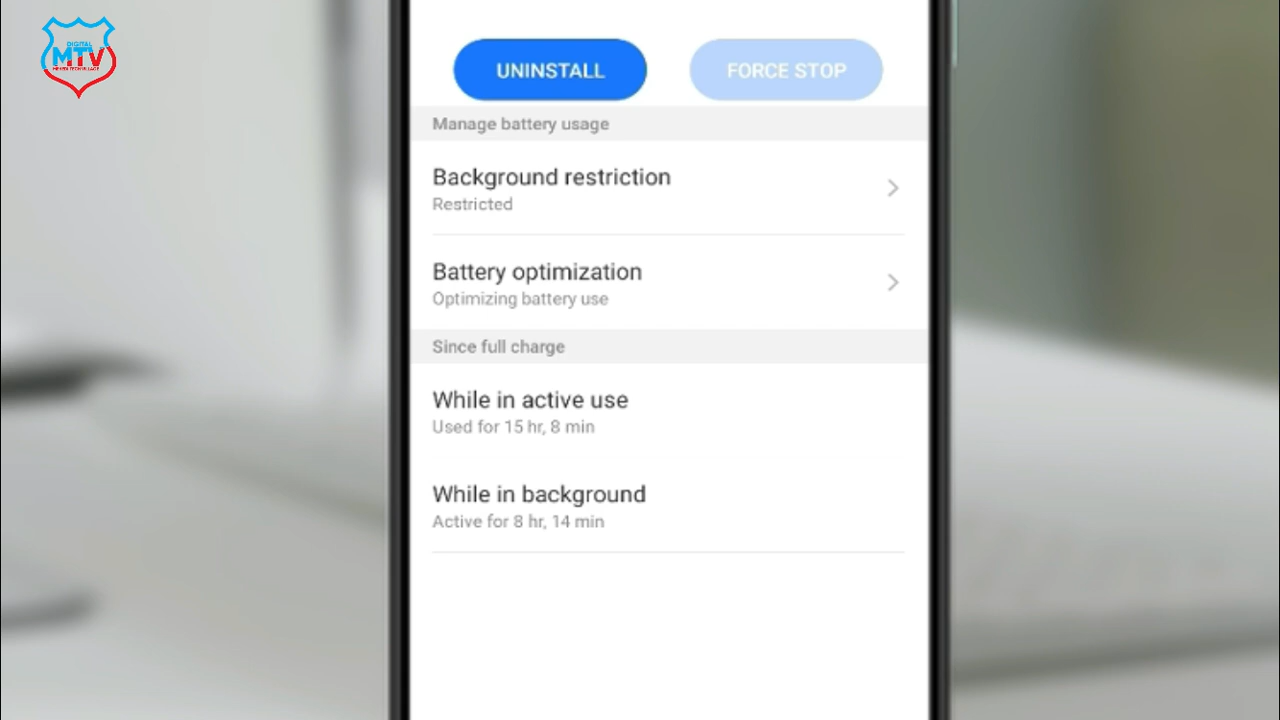 DIGITAL
MTV
UNINSTALL
FORCE STOP
Manage battery usage
Background restriction
Restricted
Battery optimization
Optimizing battery use
Since full charge
While in active use
Used for 15 hr, 8 min
While in background
Active for 8 hr, 14 min